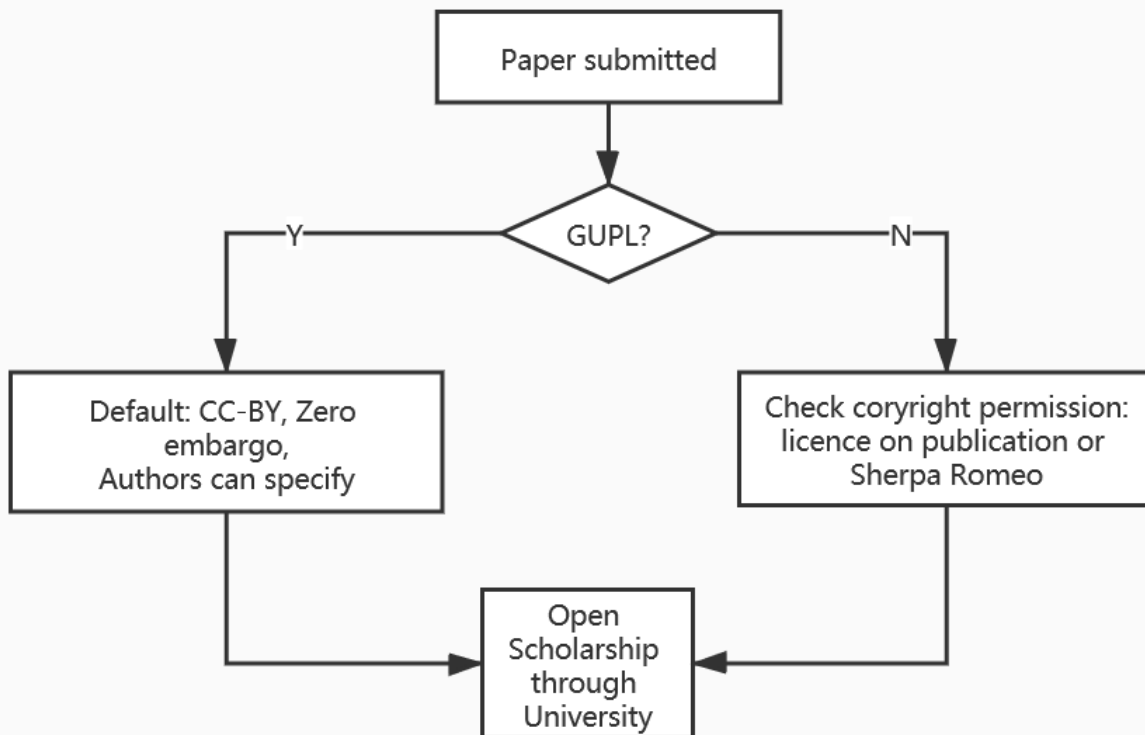 Paper submitted
GUPL?
Y
N
Default: CC-BY, Zero
embargo,
Authors can specify
Check coryright permission:
licence on publication or
Sherpa Romeo
Open
Scholarship
through
University